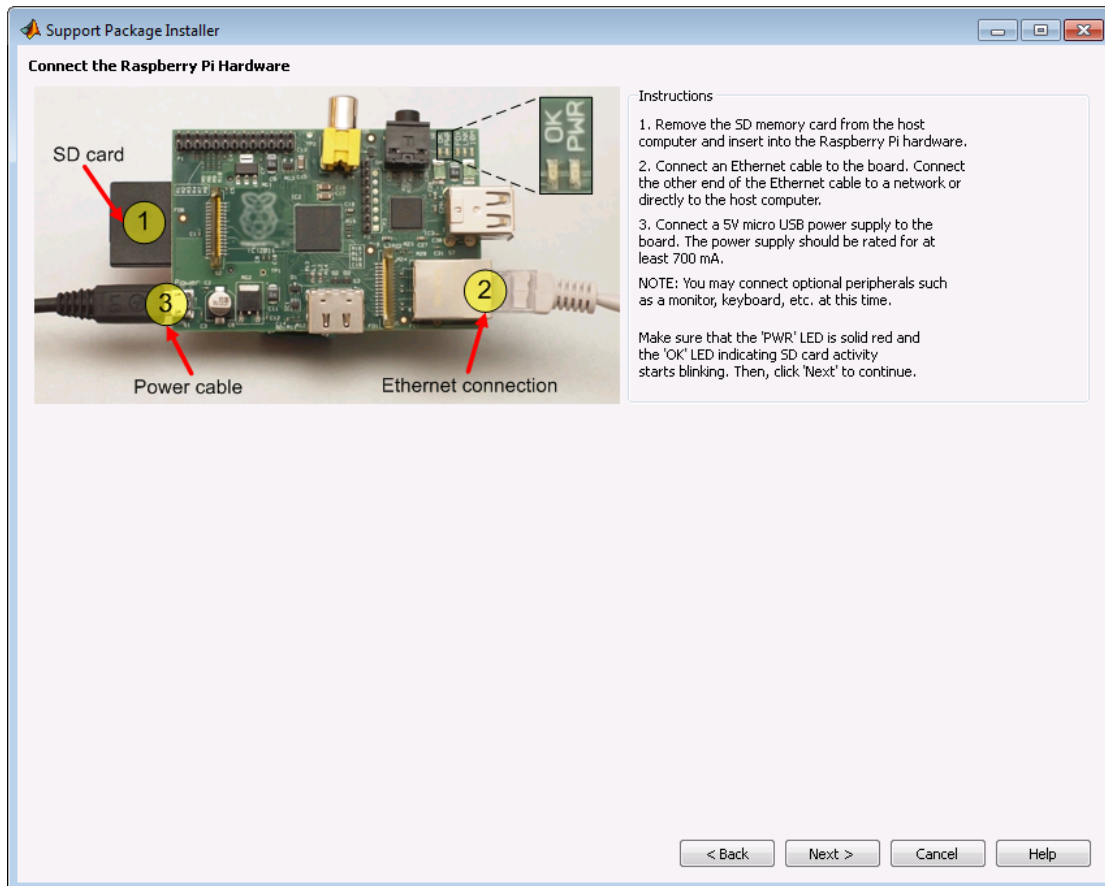 Support Package Installer
Connect the Raspberry Pi Hardware
SD card
1
OK
PWR
3
2
Power cable
Ethernet connection
Instructions
1. Remove the SD memory card from the host
computer and insert into the Raspberry Pi hardware.
2. Connect an Ethernet cable to the board. Connect
the other end of the Ethernet cable to a network or
directly to the host computer.
3. Connect a 5V micro USB power supply to the
board. The power supply should be rated for at
least 700 mA.
NOTE: You may connect optional peripherals such
as a monitor, keyboard, etc. at this time.
Make sure that the 'PWR' LED is solid red and
the 'OK' LED indicating SD card activity
starts blinking. Then, click 'Next' to continue.
< Back
Next >
Cancel
Help